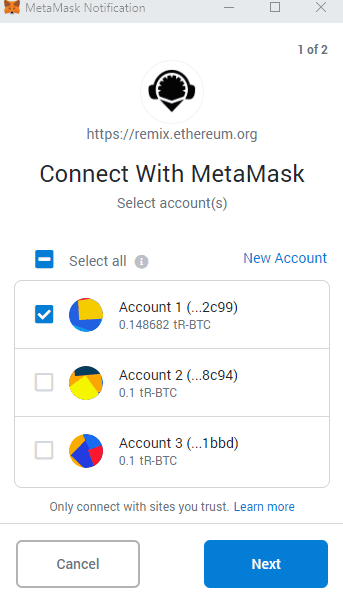 MetaMask Notification
1 of 2
https://remix.ethereum.org
Connect With MetaMask
Select account(s)
Select all
New Account
Account 1 (...2c99)
0.148682 tR-BTC
Account 2 (...8c94)
0.1 tR-BTC
Account 3 (...1bbd)
0.1 tR-BTC
Only connect with sites you trust. Learn more
Cancel
Next